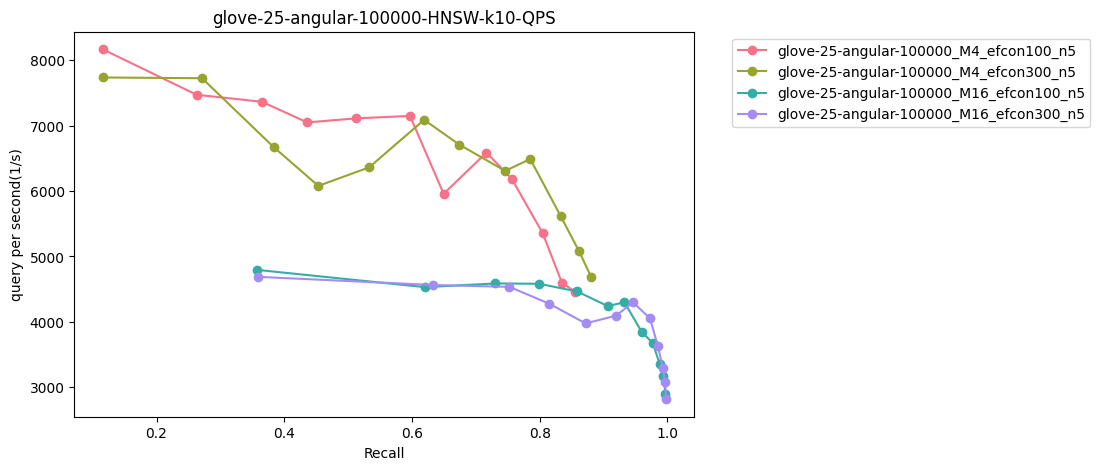 glove-25-angular-100000-HNSW-k10-QPS
query per second(1/s)
8000
7000
6000
5000
4000
3000
0.2
0.4
0.6
0.8
1.0
Recall
glove-25-angular-100000_M4_efcon100_n5
glove-25-angular-100000_M4_efcon300_n5
glove-25-angular-100000_M16_efcon100_n5
glove-25-angular-100000_M16_efcon300_n5